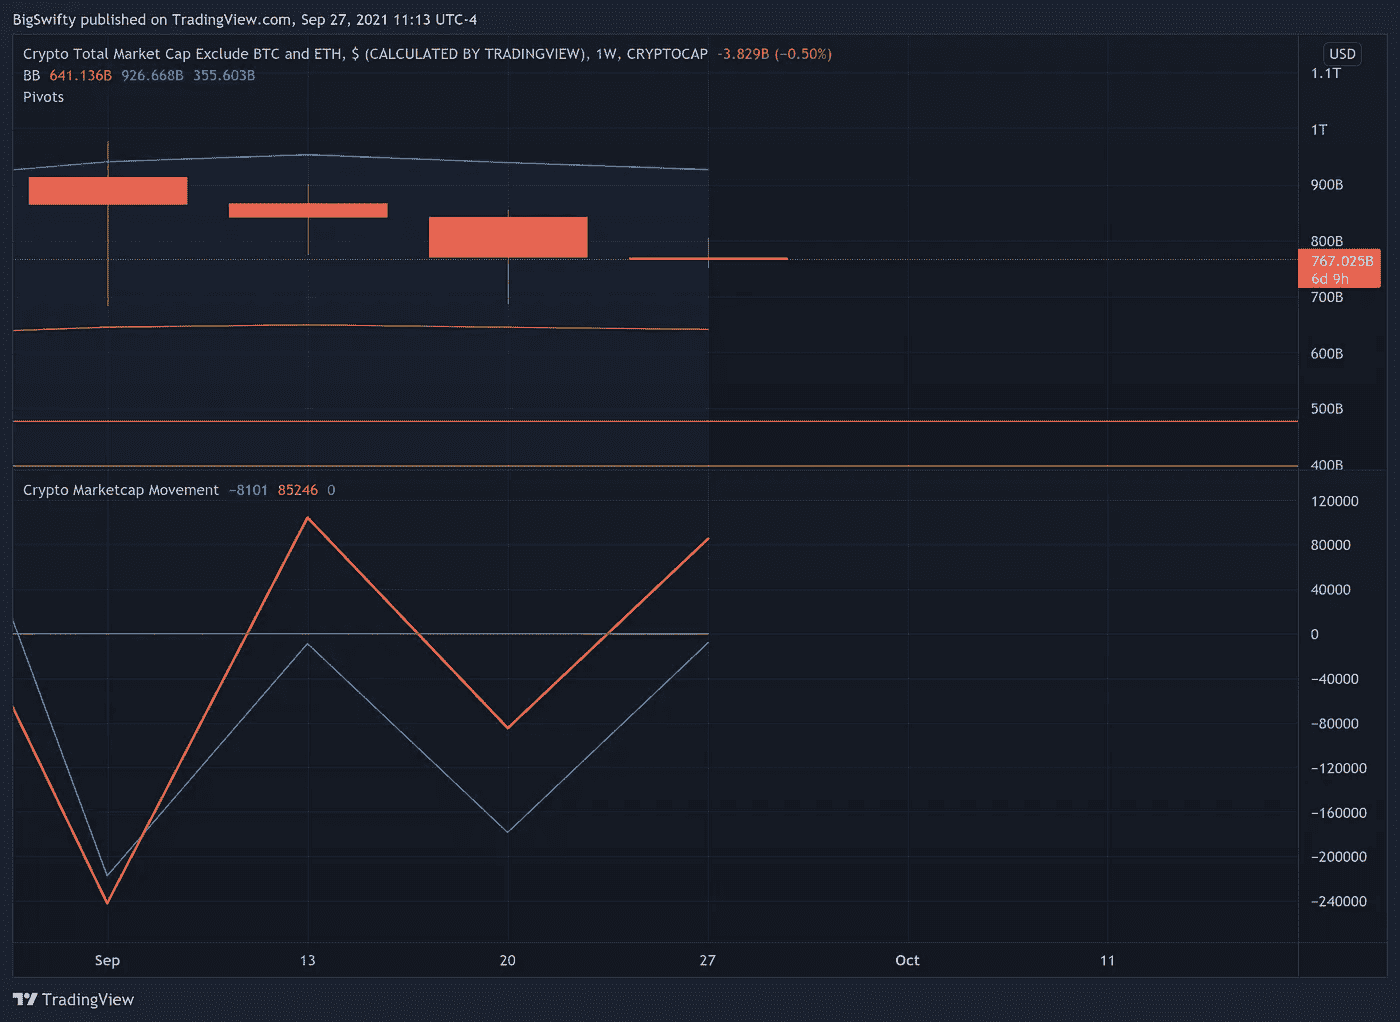 BigSwifty published on TradingView.com, Sep 27, 2021 11:13 UTC-4
Crypto Total Market Cap Exclude BTC and ETH, $ (CALCULATED BY TRADINGVIEW), 1W, CRYPTOCAP -3.829B (−0.50%)
USD
BB 641.136B 926.668B 355.603B
1.1T
Pivots
1T
900B
800B
767.025B
6d 9h
700B
600B
500B
400B
Crypto Marketcap Movement −8101 85246 0
120000
80000
40000
0
−40000
−80000
−120000
−160000
−200000
−240000
Sep 13 20 27 Oct 11
TradingView